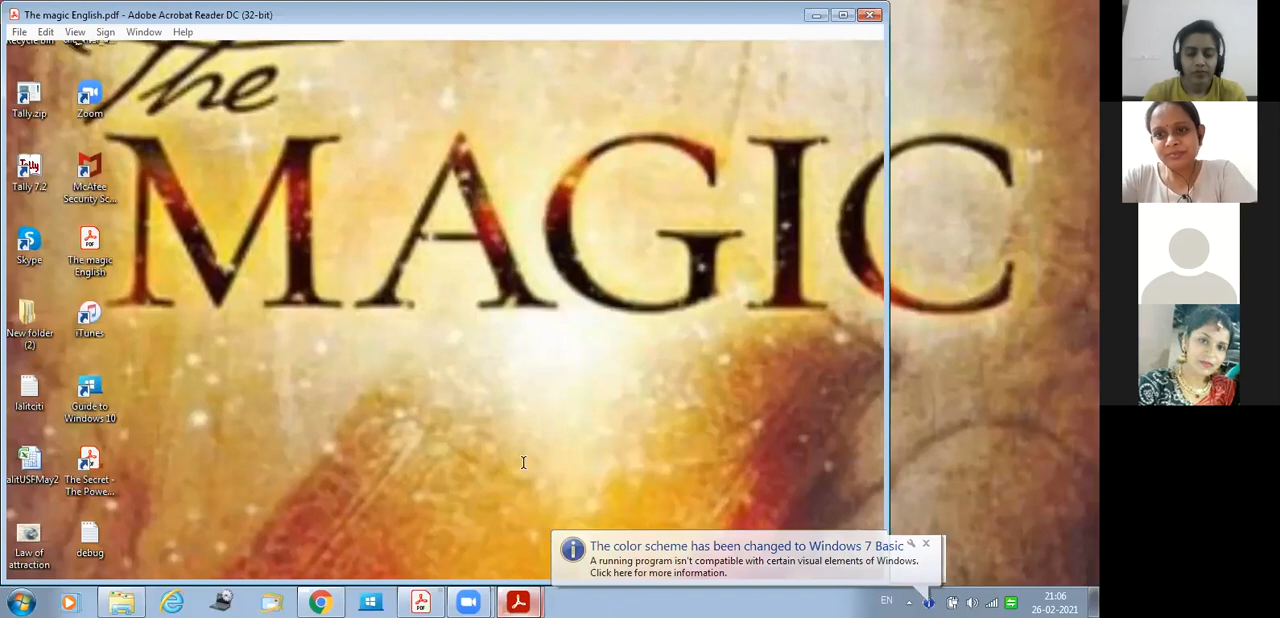 The magic English.pdf - Adobe Acrobat Reader DC (32-bit)
File Edit View Sign Window Help
The
MAGIC
TM
Recycle Bin
Tally.zip
Zoom
Tally 7.2
McAfee
Security Sc...
Skype
The magic
English
New folder
(2)
iTunes
lalitciti
Guide to
Windows 10
alitUSFMay2
The Secret -
The Powe...
Law of
attraction
debug
The color scheme has been changed to Windows 7 Basic
A running program isn't compatible with certain visual elements of Windows.
Click here for more information.
EN
21:06
26-02-2021